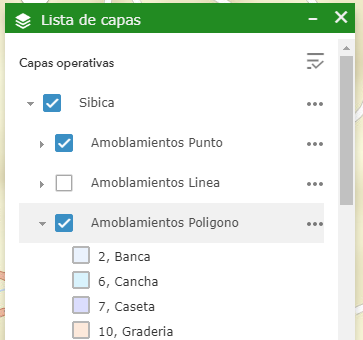 Lista de capas
Capas operativas
Sibica
Amoblamientos Punto
Amoblamientos Linea
Amoblamientos Poligono
2, Banca
6, Cancha
7, Caseta
10, Graderia